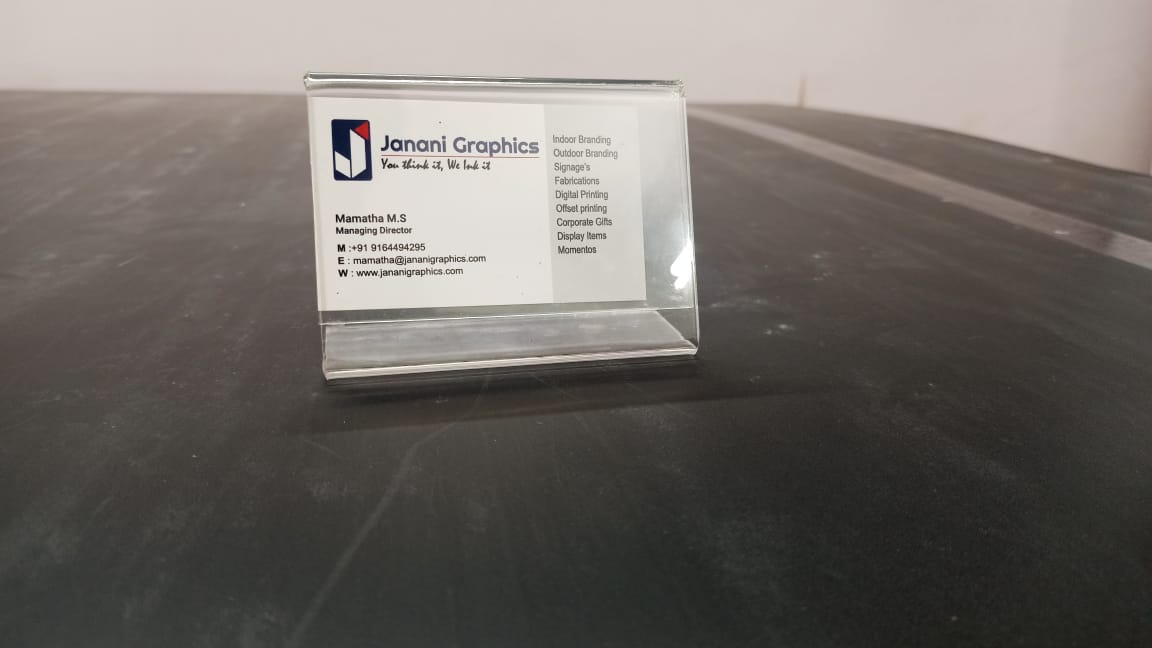 Janani Graphics
You think it, We Ink it
Mamatha M.S
Managing Director
M :+91 9164494295
E : mamatha@jananigraphics.com
W : www.jananigraphics.com
Indoor Branding
Outdoor Branding
Signage's
Fabrications
Digital Printing
Offset printing
Corporate Gifts
Display Items
Momentos